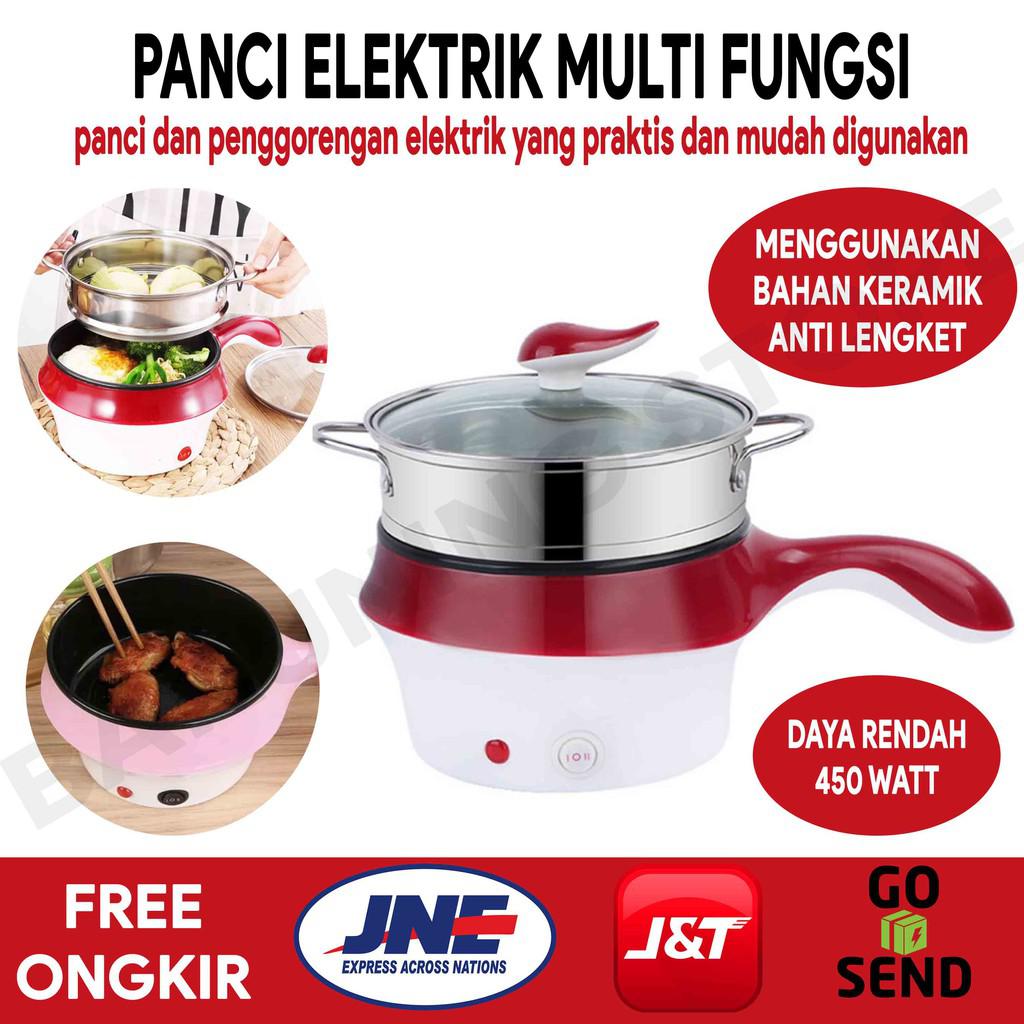 PANCI ELEKTRIK MULTI FUNGSI
panci dan penggorengan elektrik yang praktis dan mudah digunakan
MENGGUNAKAN
BAHAN KERAMIK
ANTI LENGKET
DAYA RENDAH
450 WATT
FREE
ONGKIR
JNE
EXPRESS ACROSS NATIONS
J&T
GO
SEND